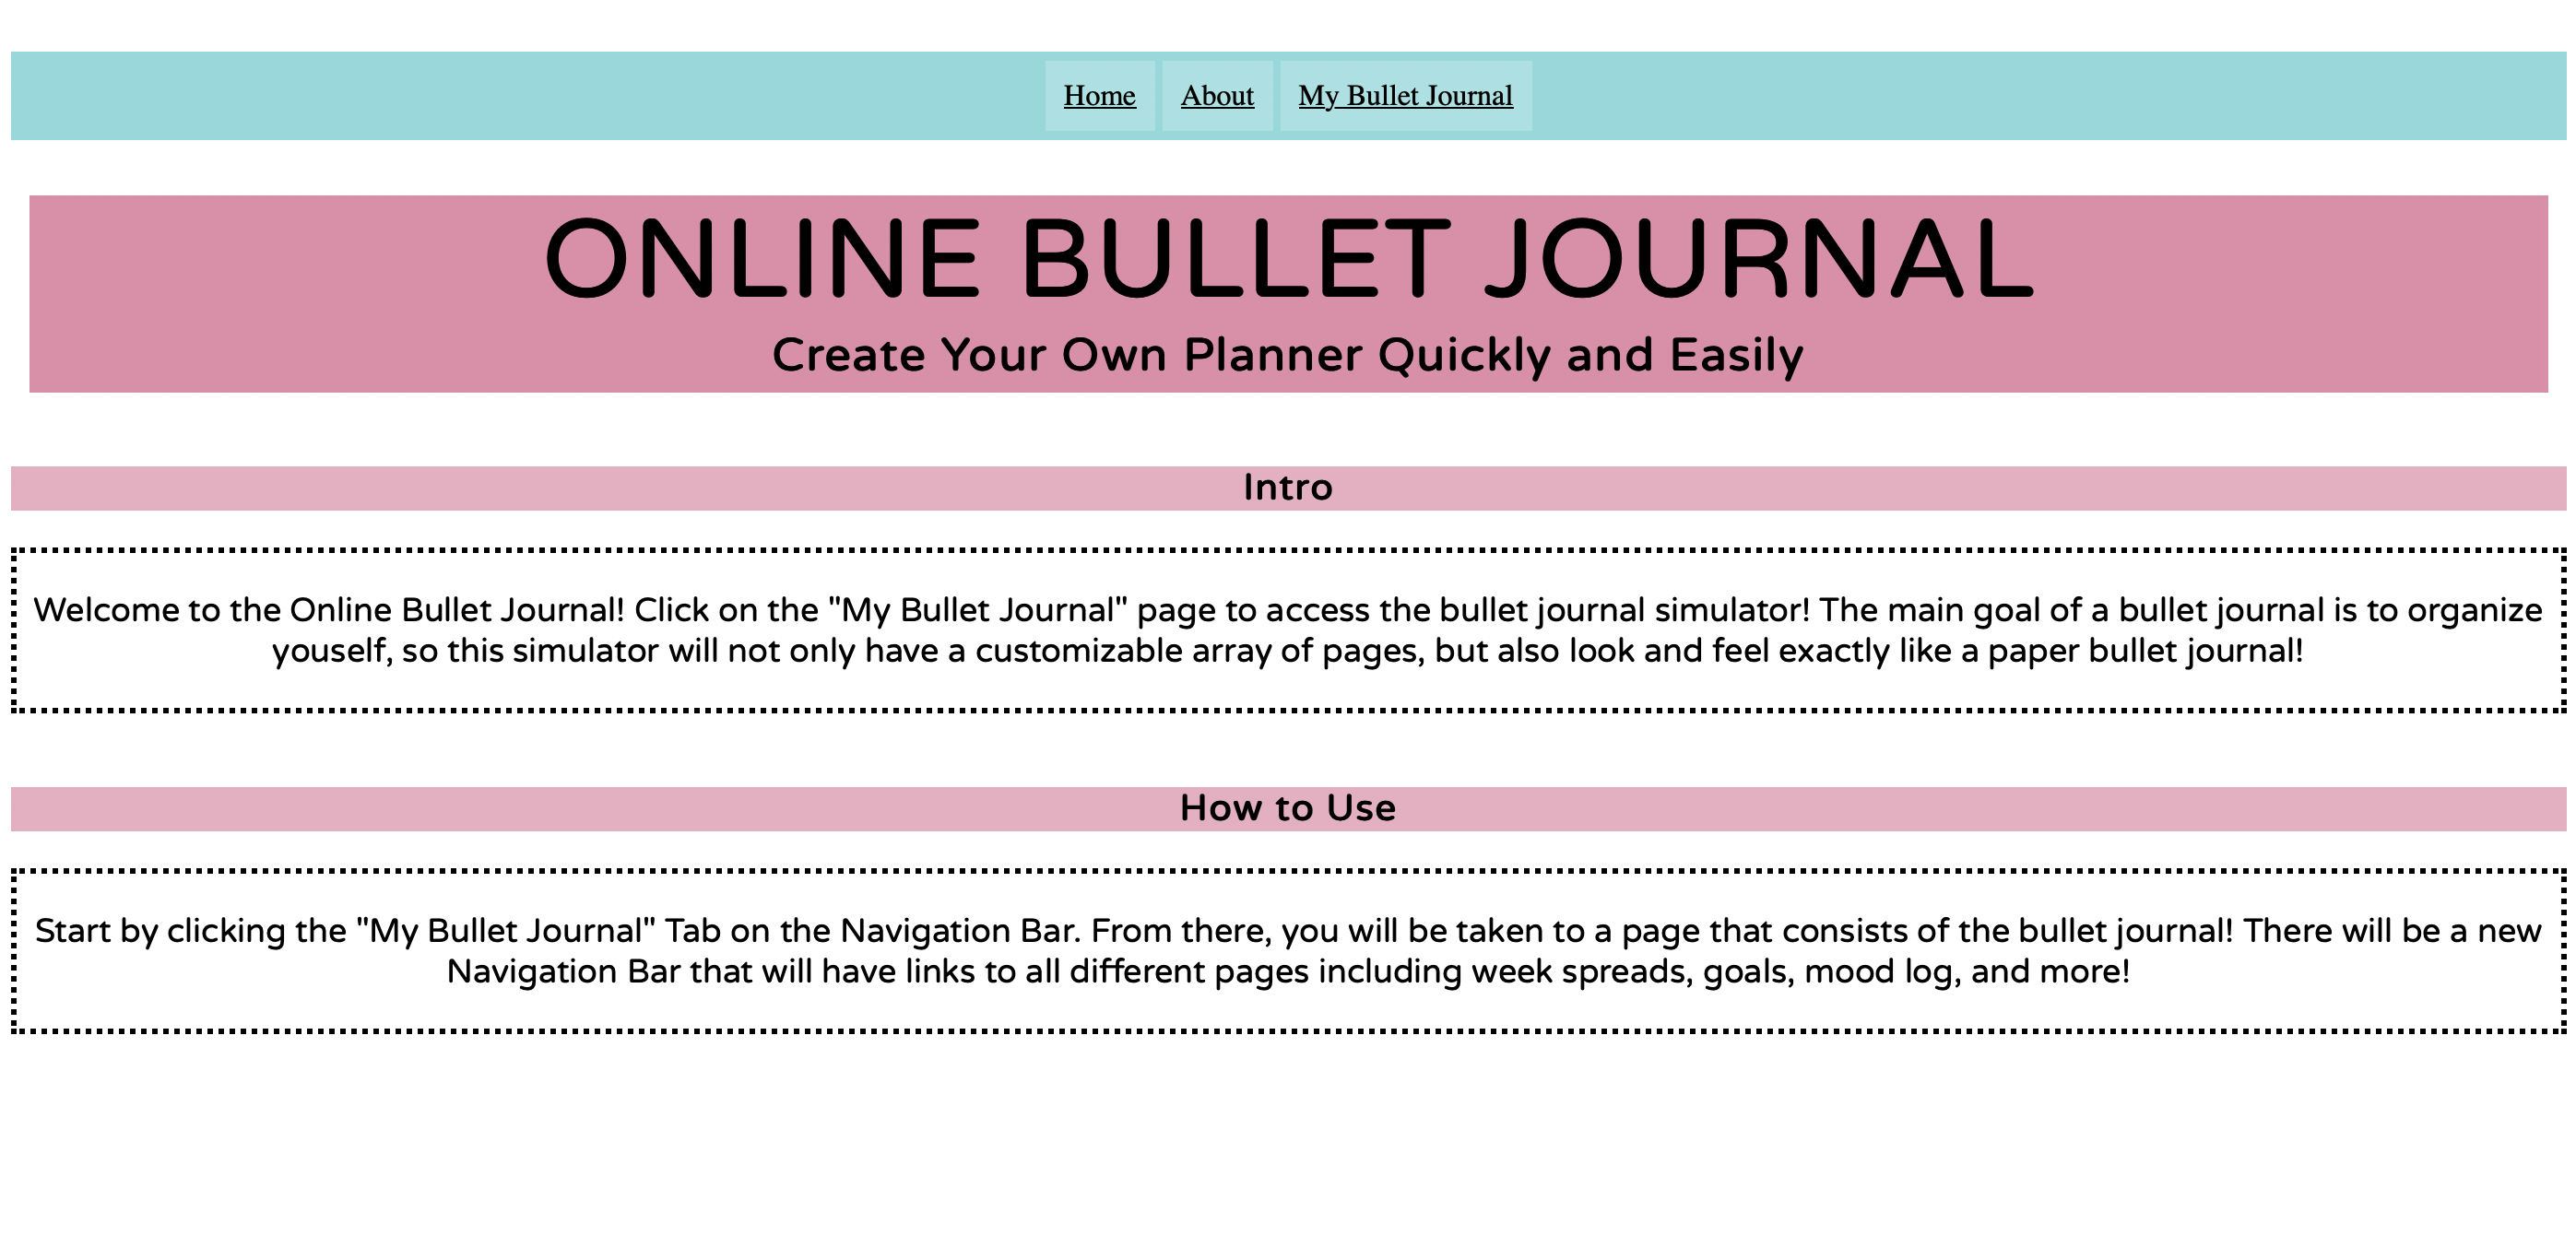 Home About My Bullet Journal
ONLINE BULLET JOURNAL
Create Your Own Planner Quickly and Easily
Intro
Welcome to the Online Bullet Journal! Click on the "My Bullet Journal" page to access the bullet journal simulator! The main goal of a bullet journal is to organize
youself, so this simulator will not only have a customizable array of pages, but also look and feel exactly like a paper bullet journal!
How to Use
Start by clicking the "My Bullet Journal" Tab on the Navigation Bar. From there, you will be taken to a page that consists of the bullet journal! There will be a new
Navigation Bar that will have links to all different pages including week spreads, goals, mood log, and more!